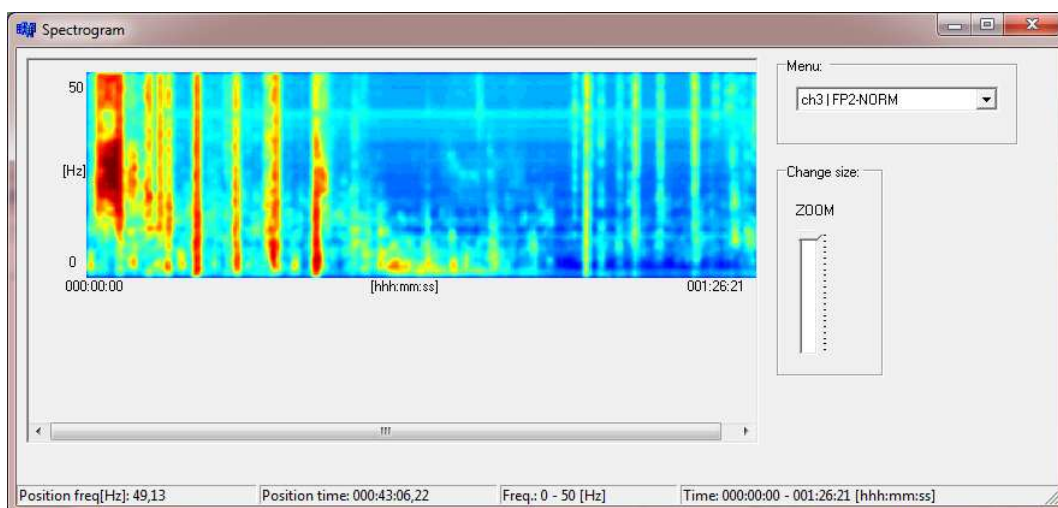 Spectrogram
50
[Hz]
0
000:00:00 [hhh:mm:ss] 001:26:21
Menu:
ch3 | FP2-NORM
Change size:
ZOOM
Position freq[Hz]: 49,13 Position time: 000:43:06,22 Freq.: 0 - 50 [Hz] Time: 000:00:00 - 001:26:21 [hhh:mm:ss]